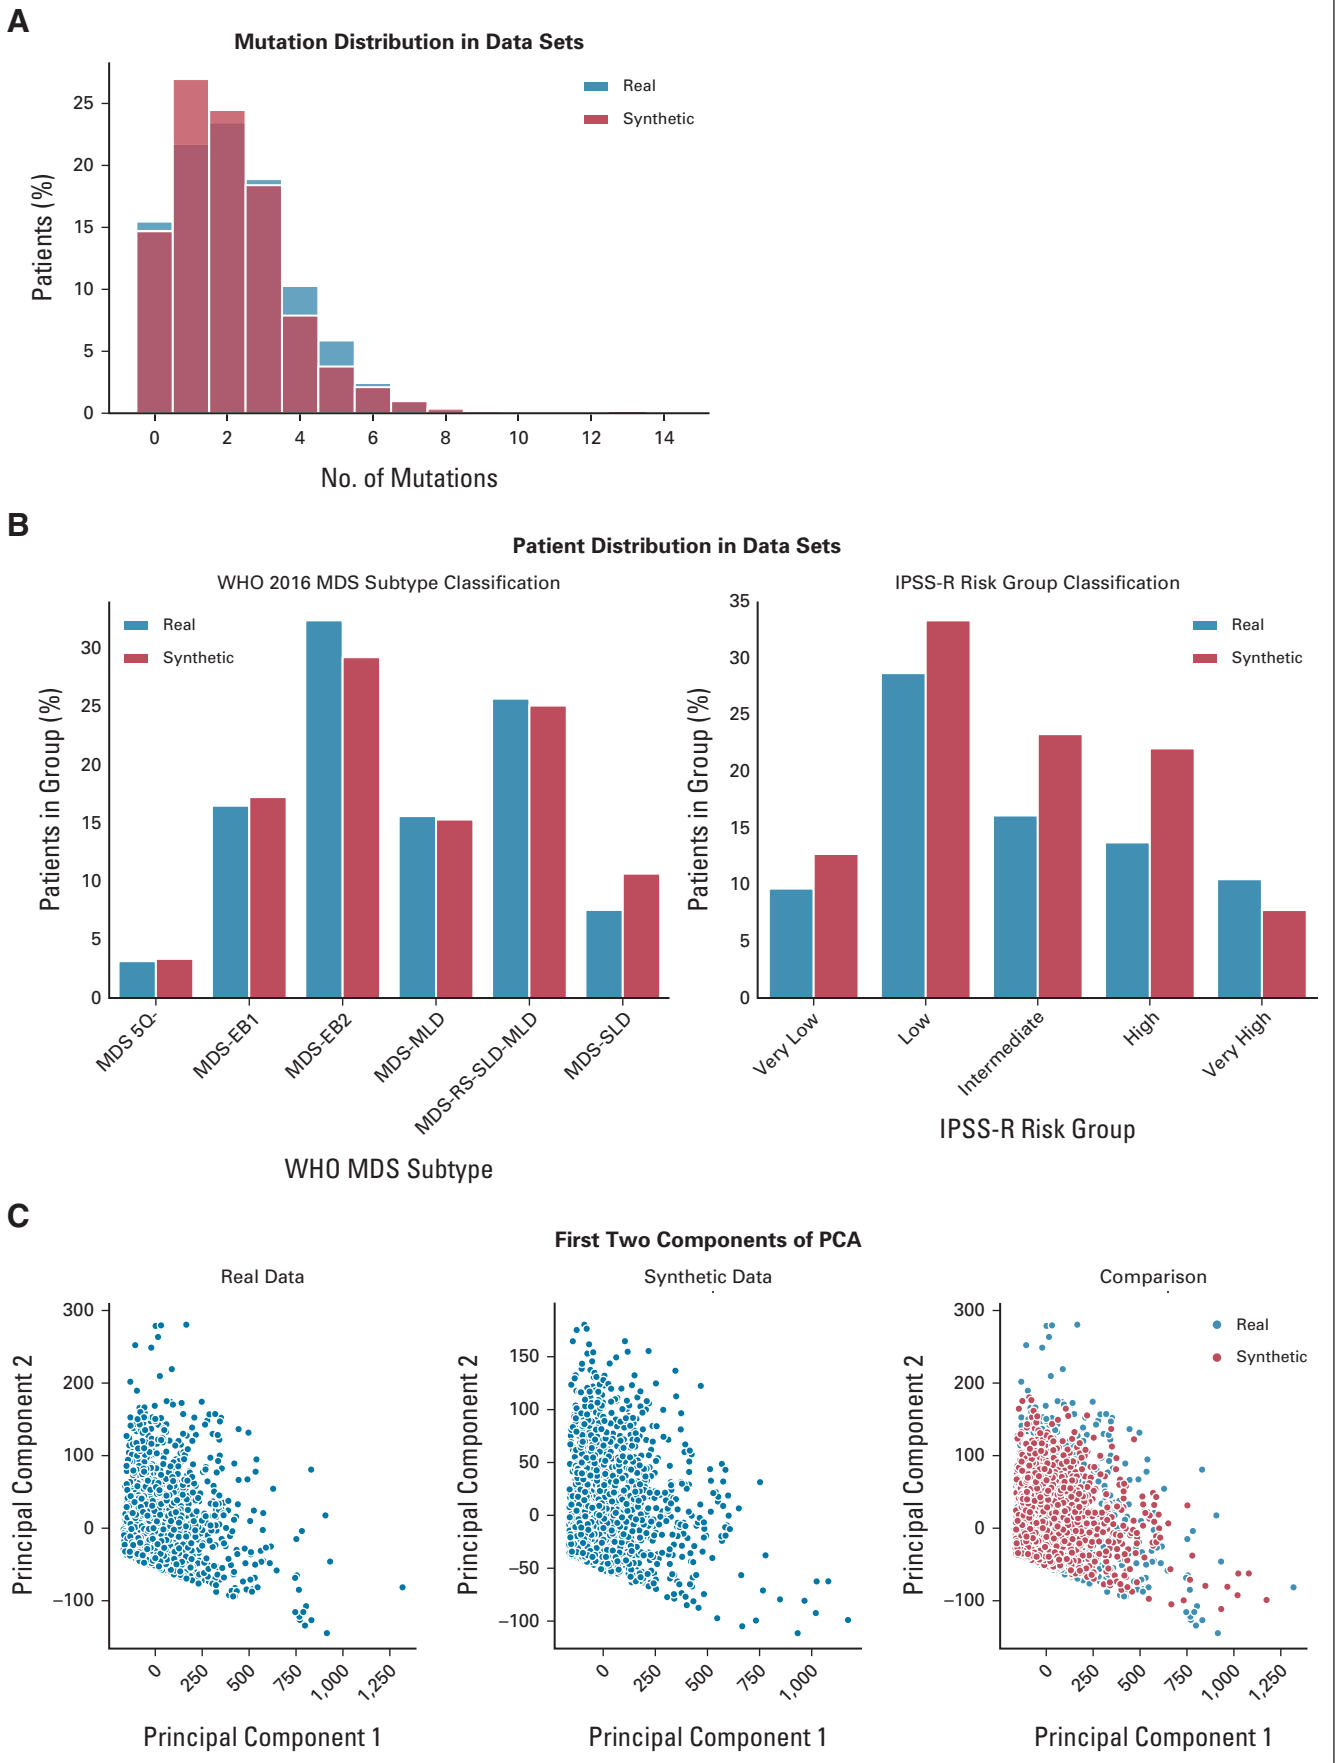 A
Mutation Distribution in Data Sets
Real
Synthetic
25
20
15
10
5
0
Patients (%)
0 2 4 6 8 10 12 14
No. of Mutations
B
Patient Distribution in Data Sets
WHO 2016 MDS Subtype Classification
Real
Synthetic
30
25
20
15
10
5
0
Patients in Group (%)
MDS 5Q-
MDS-EB1
MDS-EB2
MDS-MLD
MDS-RS-SLD-MLD
MDS-SLD
WHO MDS Subtype
IPSS-R Risk Group Classification
Real
Synthetic
35
30
25
20
15
10
5
0
Patients in Group (%)
Very Low
Low
Intermediate
High
Very High
IPSS-R Risk Group
C
First Two Components of PCA
Real Data
300
200
100
0
−100
Principal Component 2
0 250 500 750 1,000 1,250
Principal Component 1
Synthetic Data
150
100
50
0
−50
−100
Principal Component 2
0 250 500 750 1,000
Principal Component 1
Comparison
Real
Synthetic
300
200
100
0
−100
Principal Component 2
0 250 500 750 1,000 1,250
Principal Component 1